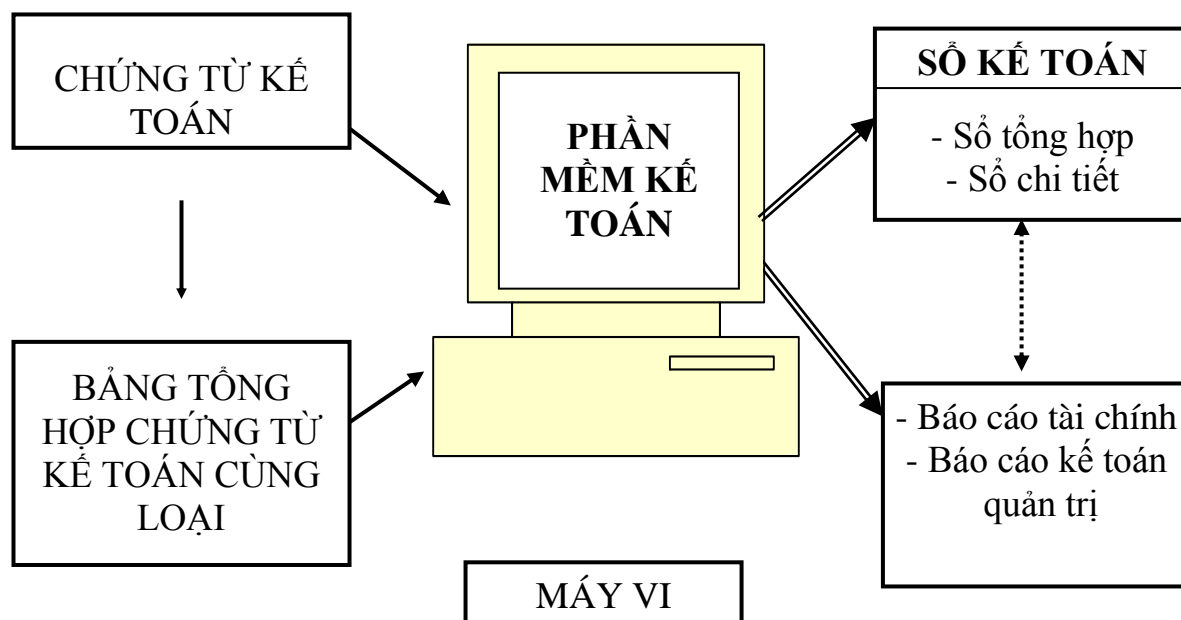 CHỨNG TỪ KẾ
TOÁN
BẢNG TỔNG
HỢP CHỨNG TỪ
KẾ TOÁN CÙNG
LOẠI
PHẦN
MỀM KẾ
TOÁN
MÁY VI
SỔ KẾ TOÁN
- Sổ tổng hợp
- Sổ chi tiết
- Báo cáo tài chính
- Báo cáo kế toán
quản trị